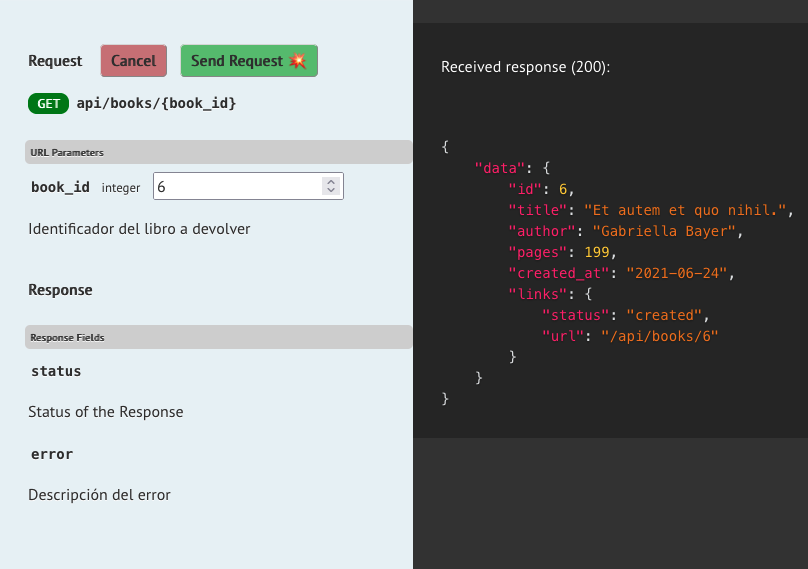 Request Cancel Send Request 💥
GET api/books/{book_id}
URL Parameters
book_id integer 6
Identificador del libro a devolver
Response
Response Fields
status
Status of the Response
error
Descripción del error
Received response (200):
{
    "data": {
        "id": 6,
        "title": "Et autem et quo nihil.",
        "author": "Gabriella Bayer",
        "pages": 199,
        "created_at": "2021-06-24",
        "links": {
            "status": "created",
            "url": "/api/books/6"
        }
    }
}